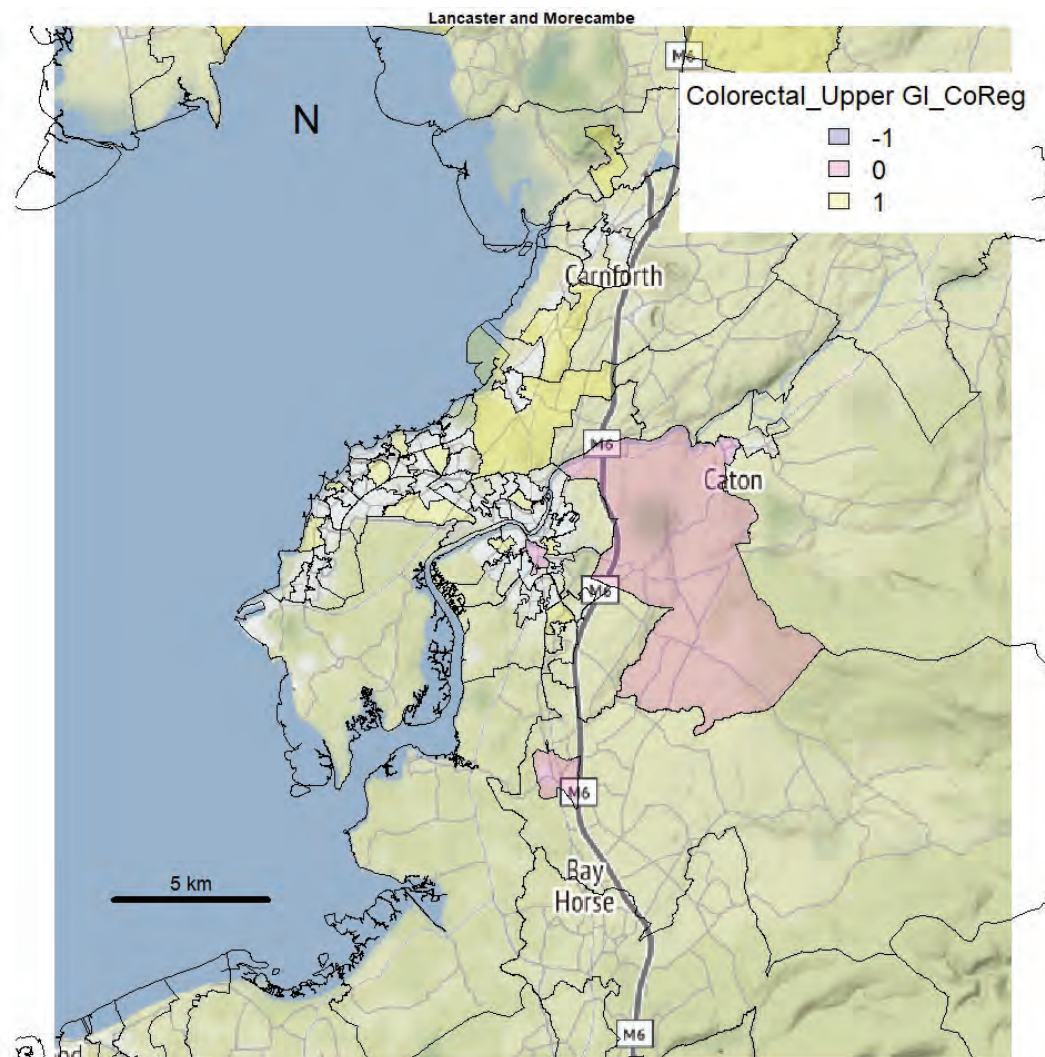 Lancaster and Morecambe
M6
N
Colorectal_Upper GI_CoReg
-1
0
1
Carnforth
M6
Caton
M6
M6
5 km
Bay
Horse
M6